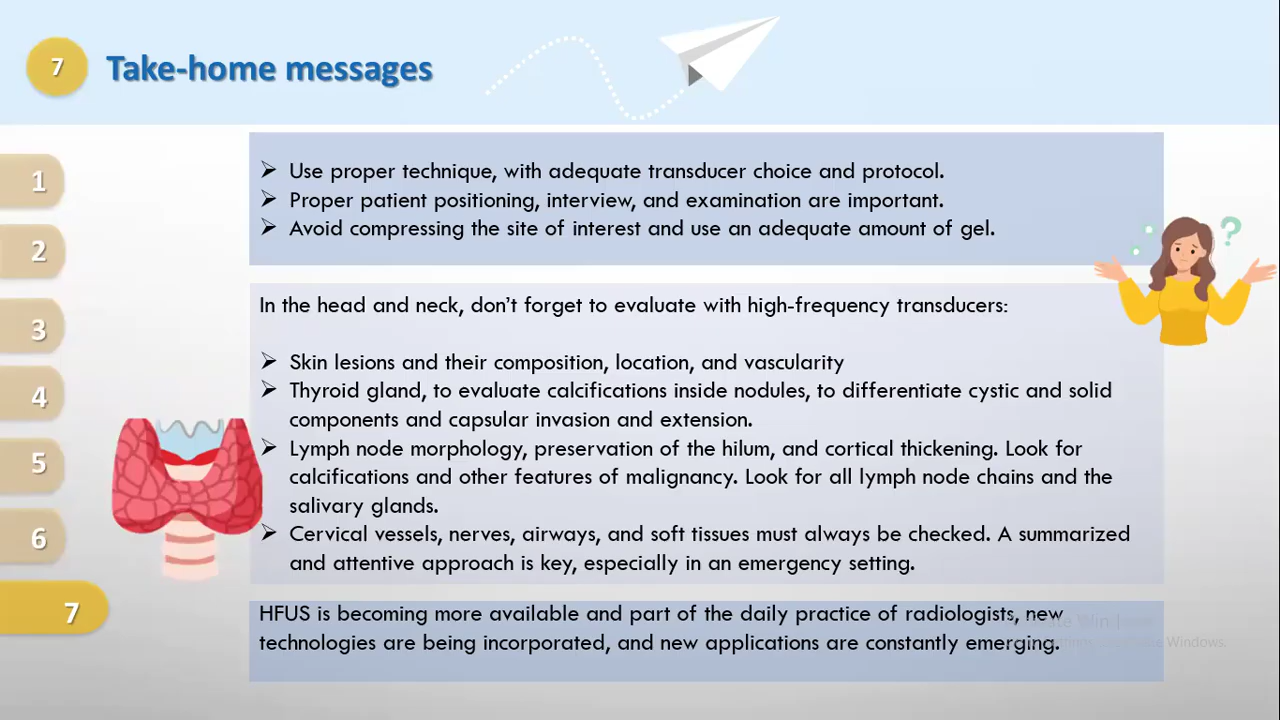 7
Take-home messages
1
2
3
4
5
6
7
➢ Use proper technique, with adequate transducer choice and protocol.
➢ Proper patient positioning, interview, and examination are important.
➢ Avoid compressing the site of interest and use an adequate amount of gel.
In the head and neck, don’t forget to evaluate with high-frequency transducers:
➢ Skin lesions and their composition, location, and vascularity
➢ Thyroid gland, to evaluate calcifications inside nodules, to differentiate cystic and solid
components and capsular invasion and extension.
➢ Lymph node morphology, preservation of the hilum, and cortical thickening. Look for
calcifications and other features of malignancy. Look for all lymph node chains and the
salivary glands.
➢ Cervical vessels, nerves, airways, and soft tissues must always be checked. A summarized
and attentive approach is key, especially in an emergency setting.
HFUS is becoming more available and part of the daily practice of radiologists, new
technologies are being incorporated, and new applications are constantly emerging.
?
Windows.